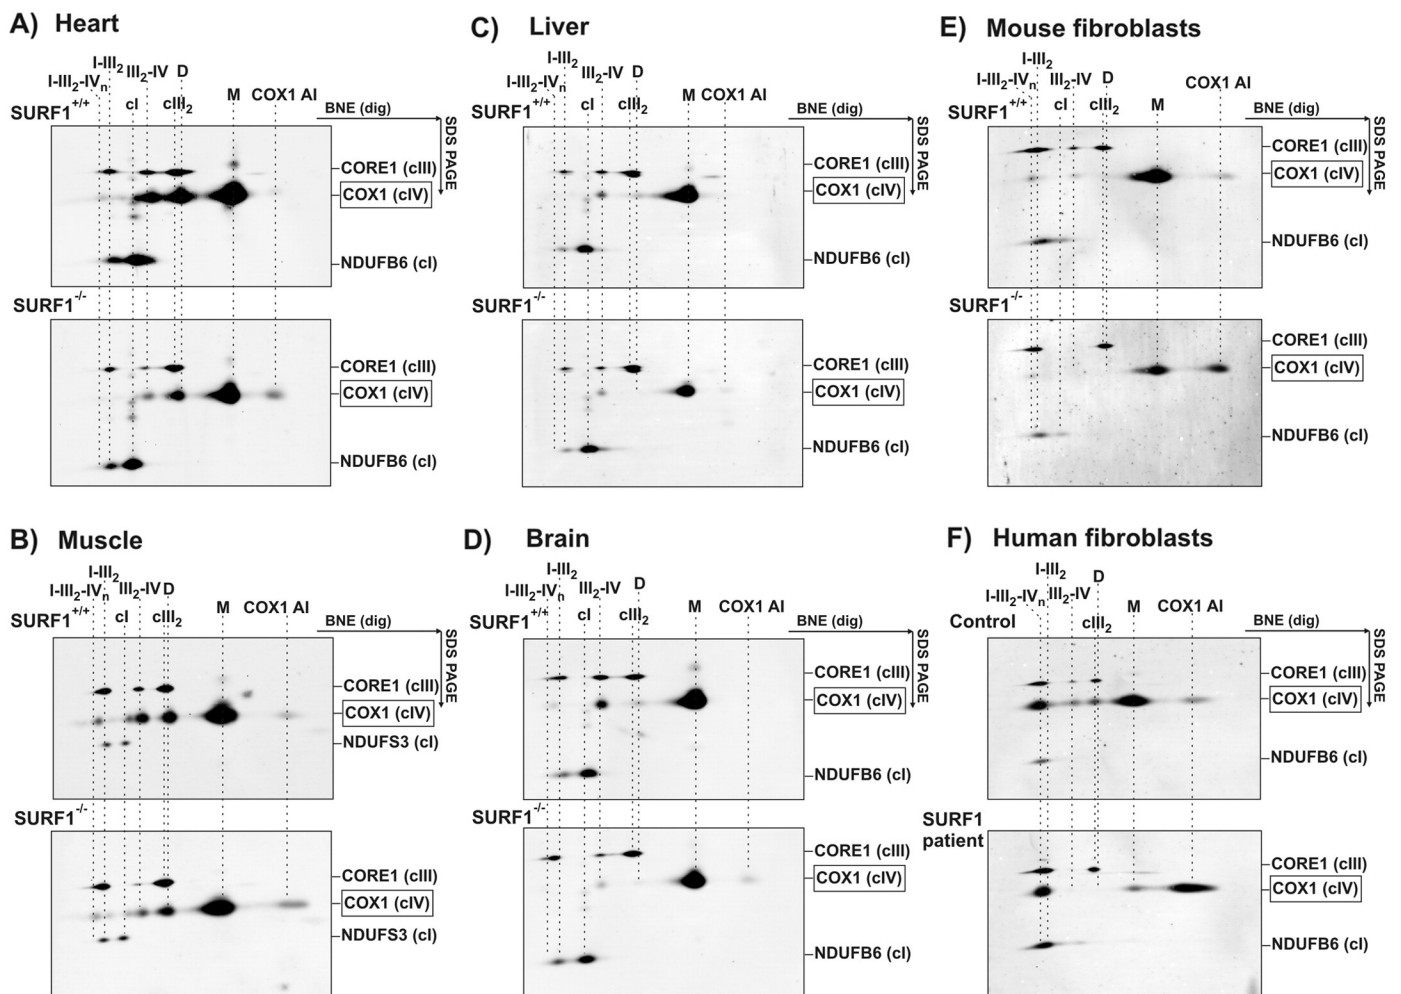 A) Heart
I-III2
III2-IV D
I-III2-IVn
cI cIII2
M COX1 AI
BNE (dig)
SURF1+/+
SDS PAGE
CORE1 (cIII)
COX1 (cIV)
NDUFB6 (cI)
SURF1-/-
CORE1 (cIII)
COX1 (cIV)
NDUFB6 (cI)
B) Muscle
I-III2
I-III2-IVn III2-IV D
cI cIII2
M COX1 AI
BNE (dig)
SURF1+/+
SDS PAGE
CORE1 (cIII)
COX1 (cIV)
NDUFS3 (cI)
SURF1-/-
CORE1 (cIII)
COX1 (cIV)
NDUFS3 (cI)
C) Liver
I-III2
III2-IV D
I-III2-IVn
cI cIII2
M COX1 AI
BNE (dig)
SURF1+/+
SDS PAGE
CORE1 (cIII)
COX1 (cIV)
NDUFB6 (cI)
SURF1-/-
CORE1 (cIII)
COX1 (cIV)
NDUFB6 (cI)
D) Brain
I-III2
I-III2-IVn III2-IV D
cI cIII2
M COX1 AI
BNE (dig)
SURF1+/+
SDS PAGE
CORE1 (cIII)
COX1 (cIV)
NDUFB6 (cI)
SURF1-/-
CORE1 (cIII)
COX1 (cIV)
NDUFB6 (cI)
E) Mouse fibroblasts
I-III2
I-III2-IVn III2-IV D
cI cIII2
M
COX1 AI
BNE (dig)
SURF1+/+
SDS PAGE
CORE1 (cIII)
COX1 (cIV)
NDUFB6 (cI)
SURF1-/-
CORE1 (cIII)
COX1 (cIV)
NDUFB6 (cI)
F) Human fibroblasts
I-III2
D
I-III2-IVn III2-IV
cIII2
M COX1 AI
BNE (dig)
Control
SDS PAGE
CORE1 (cIII)
COX1 (cIV)
NDUFB6 (cI)
SURF1
patient
CORE1 (cIII)
COX1 (cIV)
NDUFB6 (cI)